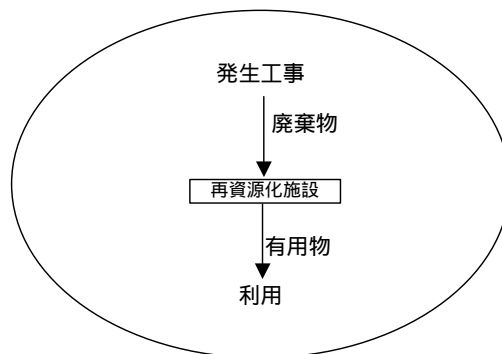 発生工事
廃棄物
再資源化施設
有用物
利用